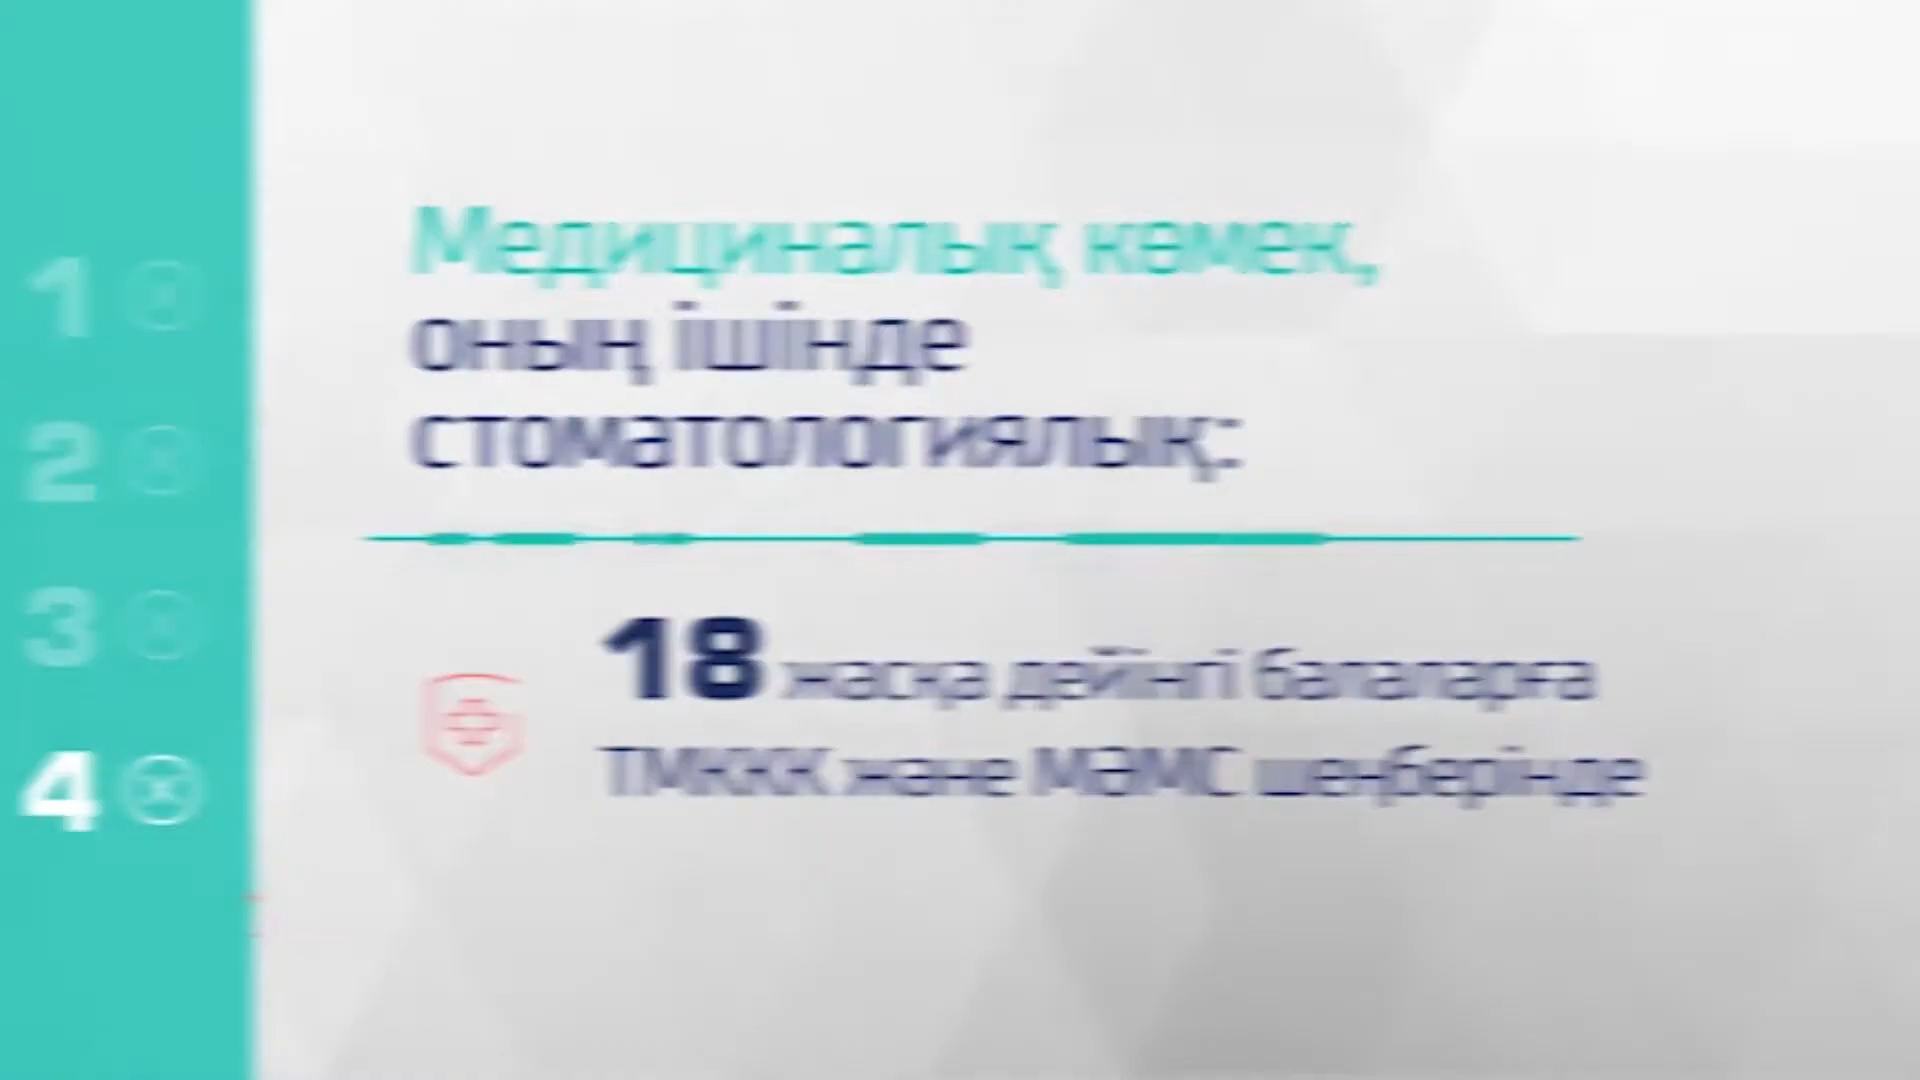 1
2
3
4
Медициналық көмек,
оның ішінде
стоматологиялық:
18 жасқа дейінгі балаларға
ТМККК және МӘМС шеңберінде